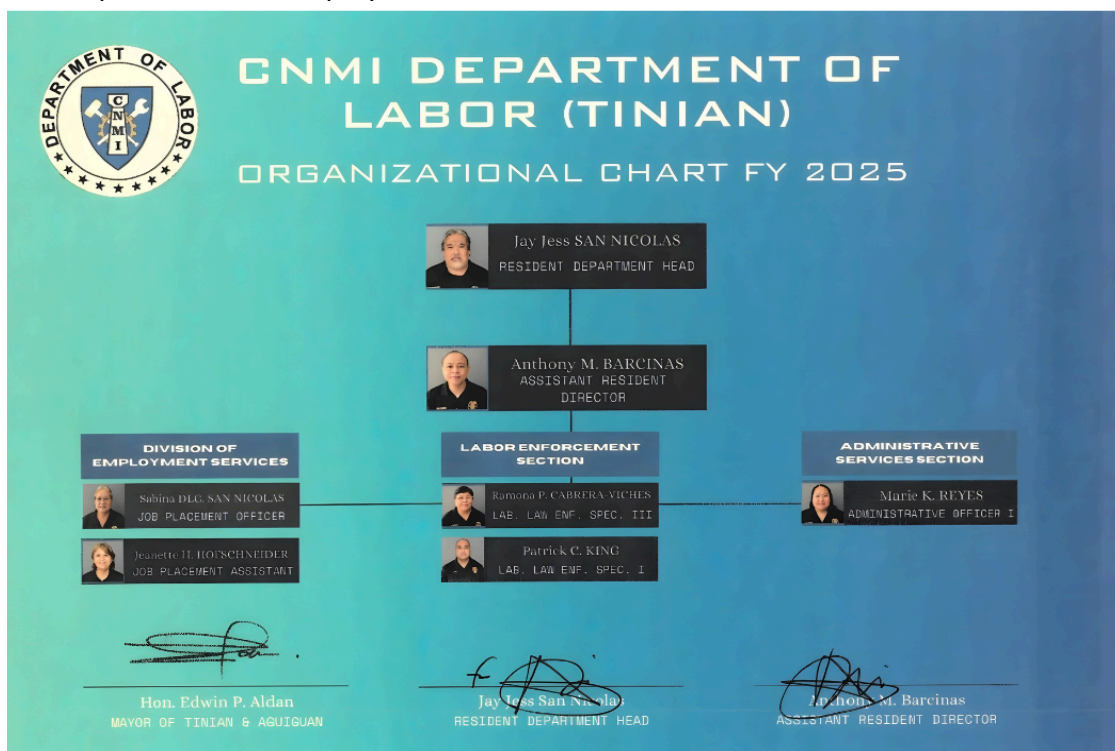 DEPARTMENT OF LABOR
CNMI
CNMI DEPARTMENT OF
LABOR (TINIAN)
ORGANIZATIONAL CHART FY 2025
Jay Jess SAN NICOLAS
RESIDENT DEPARTMENT HEAD
Anthony M. BARCINAS
ASSISTANT RESIDENT
DIRECTOR
DIVISION OF
EMPLOYMENT SERVICES
Sabina DLC. SAN NICOLAS
JOB PLACEMENT OFFICER
Jeanette H. HOFSCHNEIDER
JOB PLACEMENT ASSISTANT
LABOR ENFORCEMENT
SECTION
Ramona P. CABRERA-VICHES
LAB. LAW ENF. SPEC. III
Patrick C. KING
LAB. LAW ENF. SPEC. I
ADMINISTRATIVE
SERVICES SECTION
Marie K. REYES
ADMINISTRATIVE OFFICER I
Hon. Edwin P. Aldan
MAYOR OF TINIAN & AGUIGUAN
Jay Jess San Nicolas
RESIDENT DEPARTMENT HEAD
Anthony M. Barcinas
ASSISTANT RESIDENT DIRECTOR